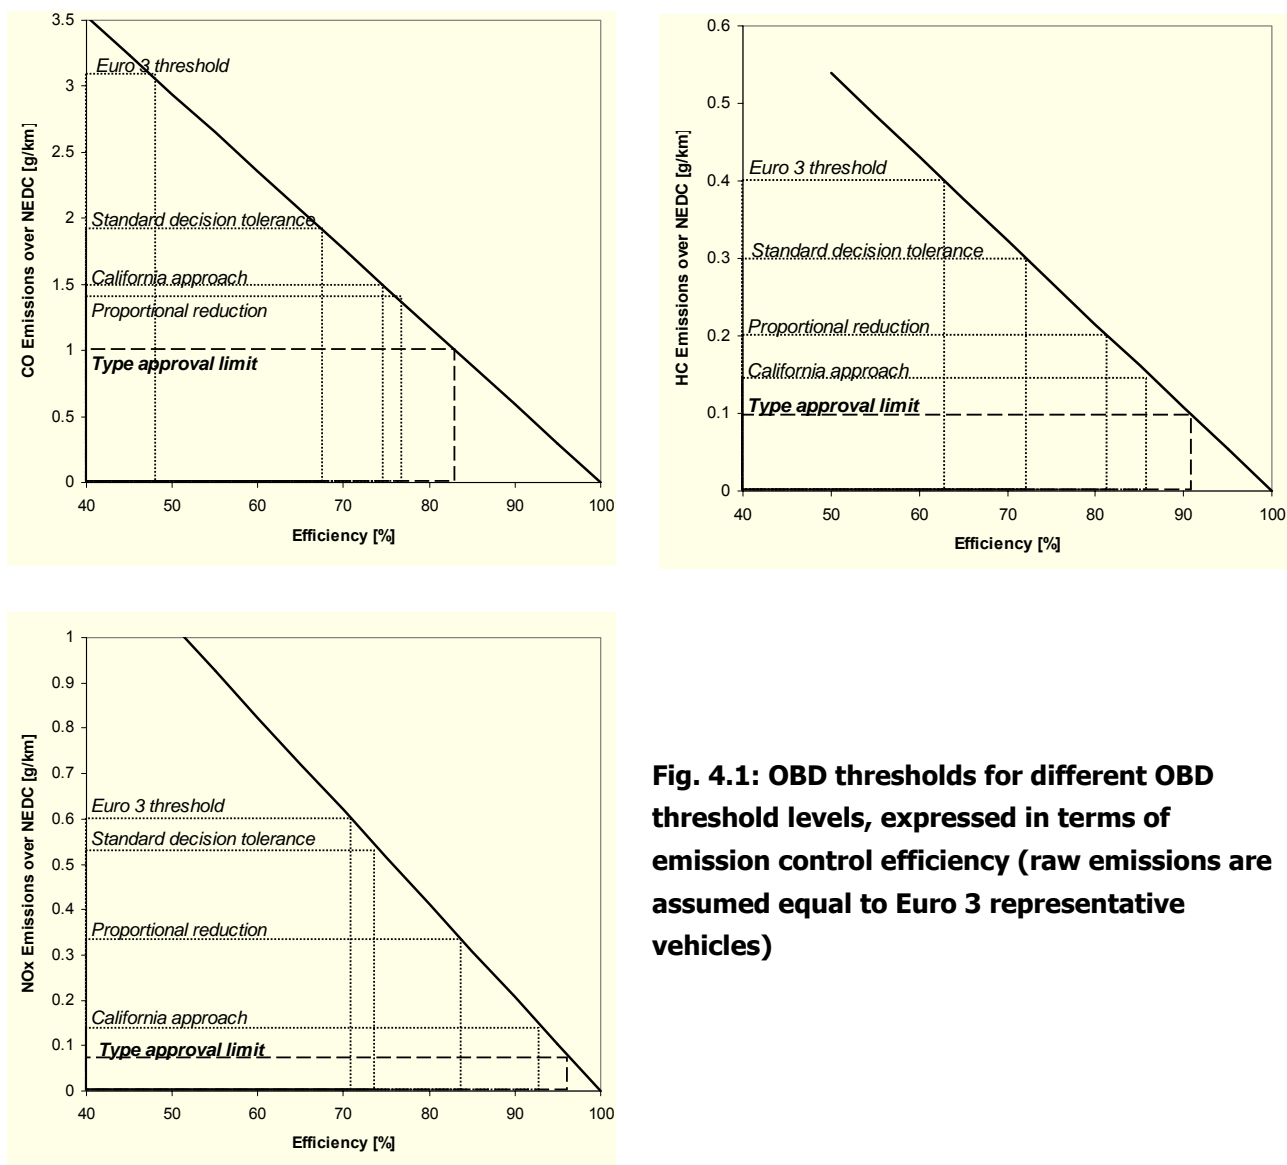 3.5
3
2.5
2
1.5
1
0.5
0
CO Emissions over NEDC [g/km]
Euro 3 threshold
Standard decision tolerance
California approach
Proportional reduction
Type approval limit
40 50 60 70 80 90 100
Efficiency [%]
0.6
0.5
0.4
0.3
0.2
0.1
0
HC Emissions over NEDC [g/km]
Euro 3 threshold
Standard decision tolerance
Proportional reduction
California approach
Type approval limit
40 50 60 70 80 90 100
Efficiency [%]
1
0.9
0.8
0.7
0.6
0.5
0.4
0.3
0.2
0.1
0
NOx Emissions over NEDC [g/km]
Euro 3 threshold
Standard decision tolerance
Proportional reduction
California approach
Type approval limit
40 50 60 70 80 90 100
Efficiency [%]
Fig. 4.1: OBD thresholds for different OBD
threshold levels, expressed in terms of
emission control efficiency (raw emissions are
assumed equal to Euro 3 representative
vehicles)